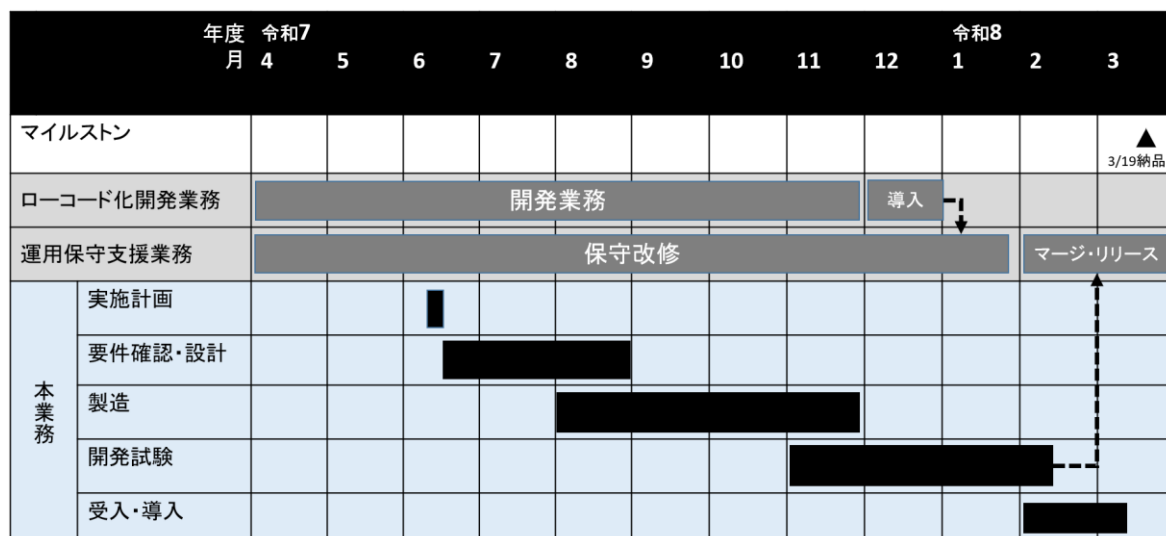 年度 令和7 令和8
月 4 5 6 7 8 9 10 11 12 1 2 3
マイルストン
▲
3/19納品
ローコード化開発業務 開発業務 導入
運用保守支援業務 保守改修 マージ・リリース
本業務
実施計画
要件確認・設計
製造
開発試験
受入・導入